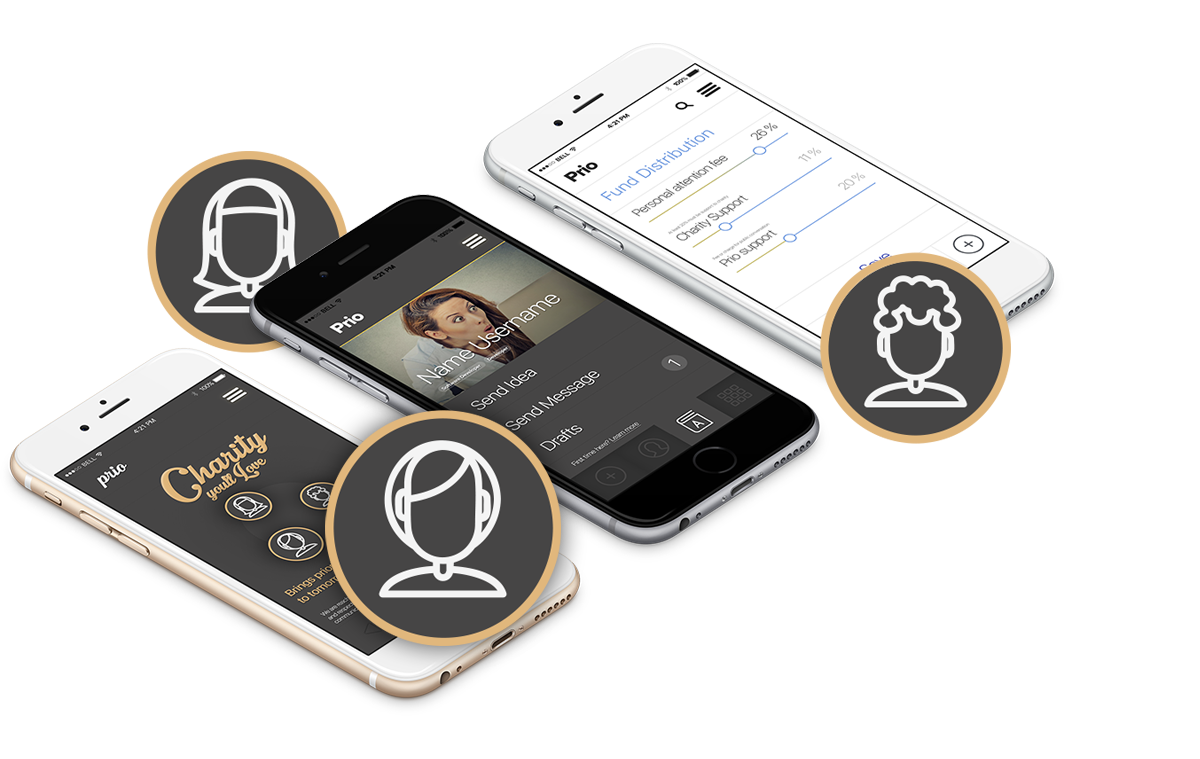 ●●●○○ BELL
4:21 PM
100%
prio
Charity
you'll Love
Brings prio
to tomorr
●●●○○ BELL
4:21 PM
100%
Prio
Name Username
Send Idea
Send Message
1
Drafts
First time here? Learn more
A
●●●○○ BELL
4:21 PM
100%
Prio
Fund Distribution
Personal attention fee
26 %
Charity Support
11 %
Prio support
20 %
Save